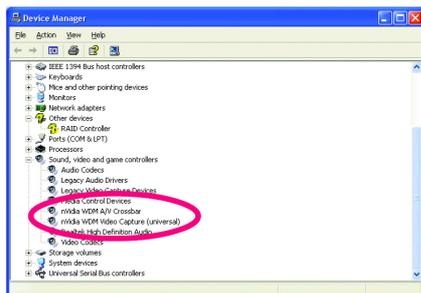 Device Manager
File Action View Help
IEEE 1394 Bus host controllers
Keyboards
Mice and other pointing devices
Monitors
Network adapters
Other devices
RAID Controller
Ports (COM & LPT)
Processors
Sound, video and game controllers
Audio Codecs
Legacy Audio Drivers
Legacy Video Capture Devices
Media Control Devices
nVidia WDM A/V Crossbar
nVidia WDM Video Capture (universal)
Realtek High Definition Audio
Video Codecs
Storage volumes
System devices
Universal Serial Bus controllers